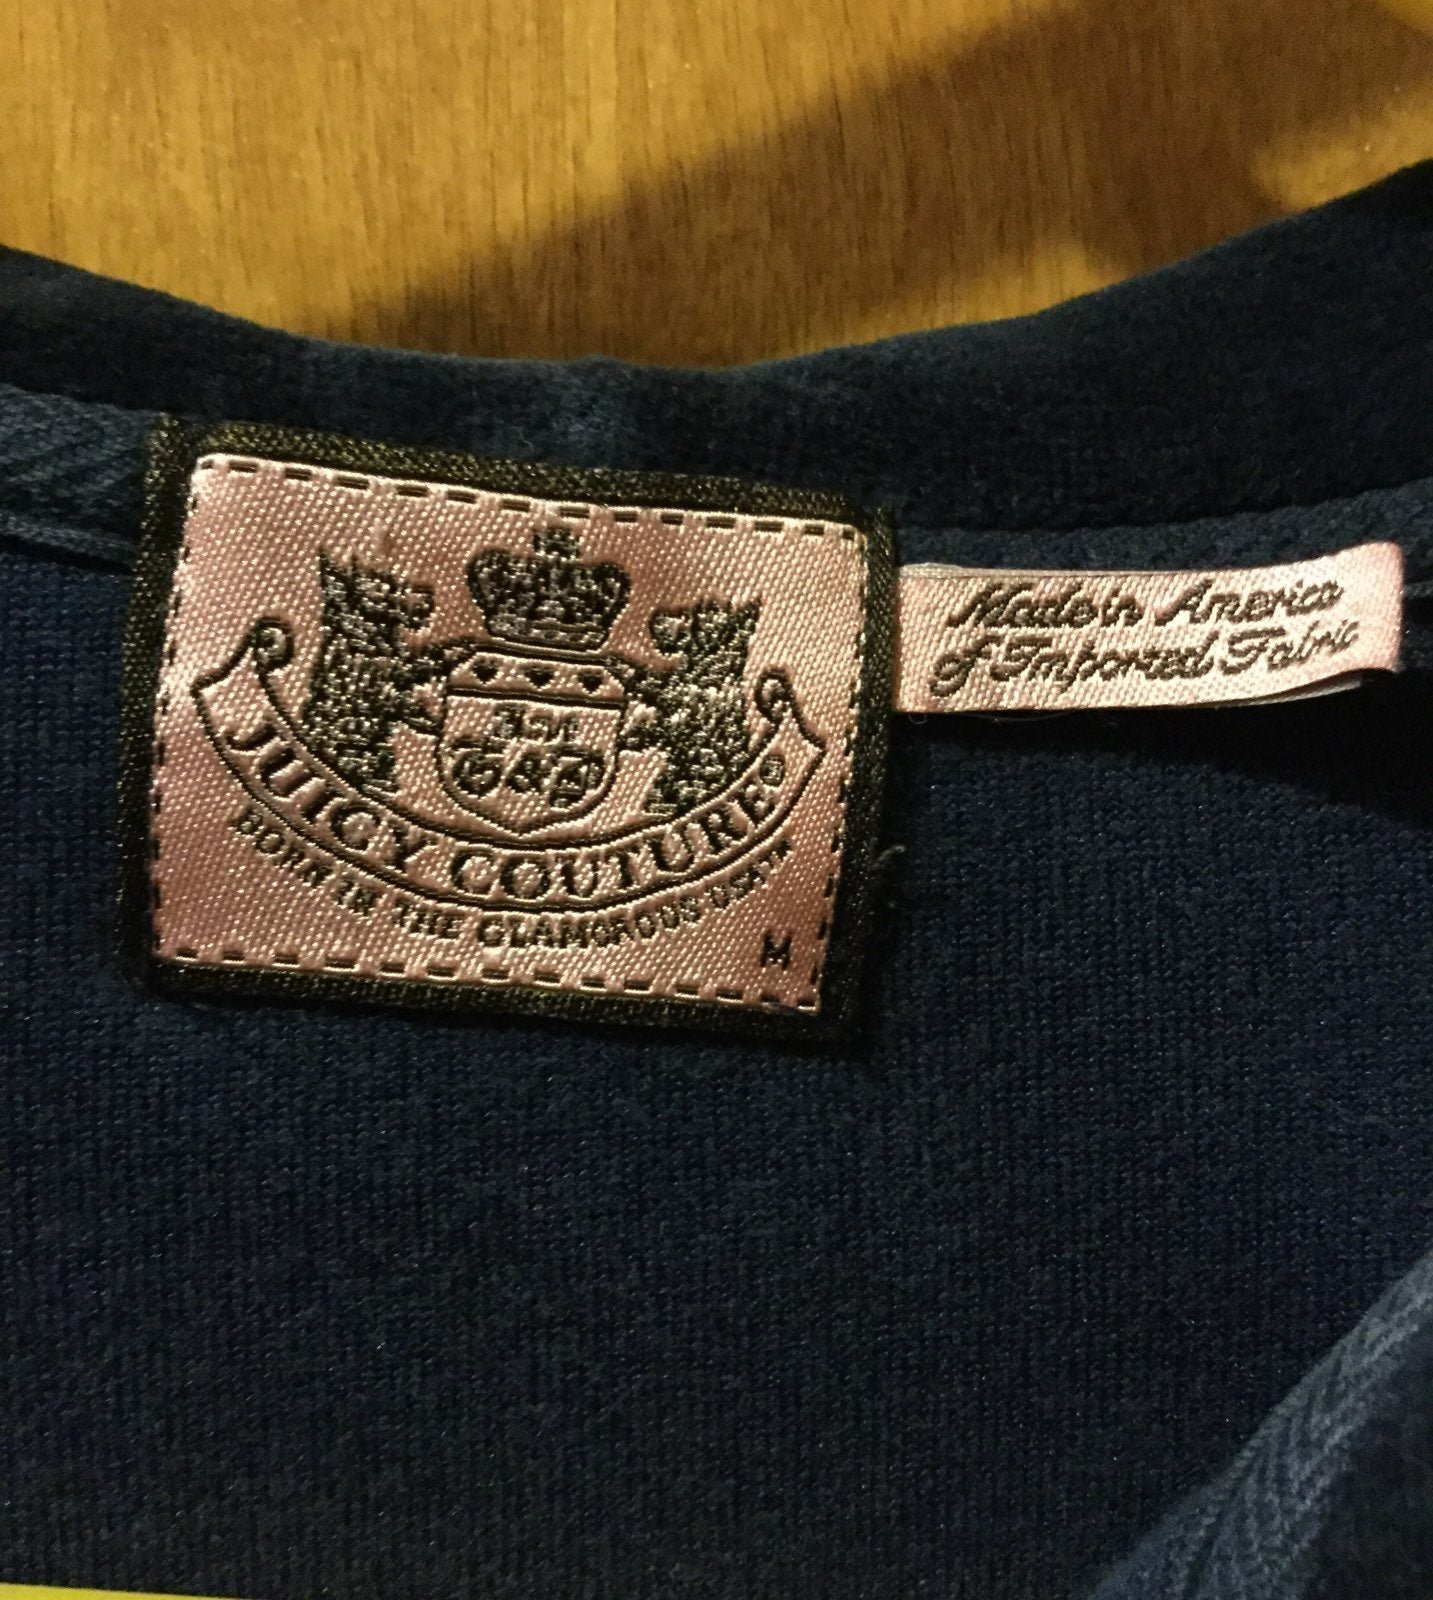 G & P
JUICY COUTURE®
BORN IN THE GLAMOROUS USA
M
Made in America
of Imported Fabric